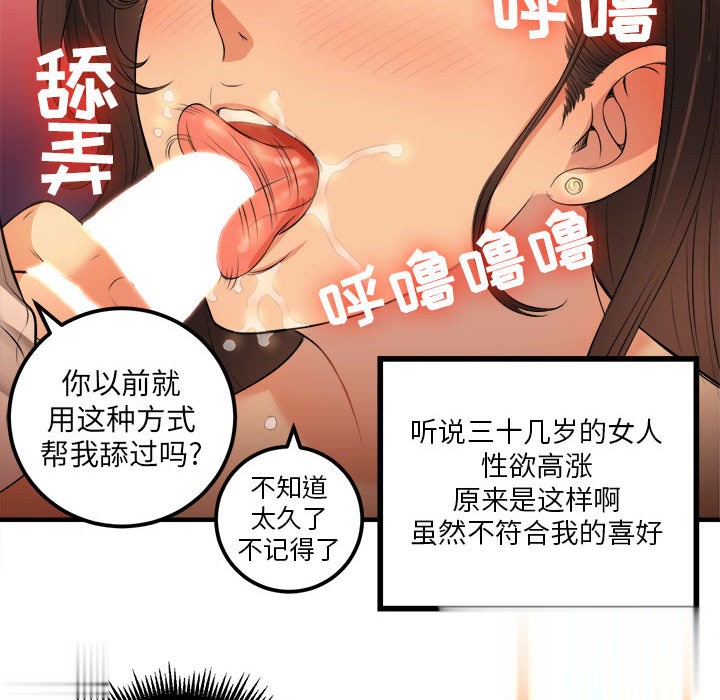 呼噜
舔弄
呼噜噜噜
你以前就
用这种方式
帮我舔过吗?
不知道
太久了
不记得了
听说三十几岁的女人
性欲高涨
原来是这样啊
虽然不符合我的喜好